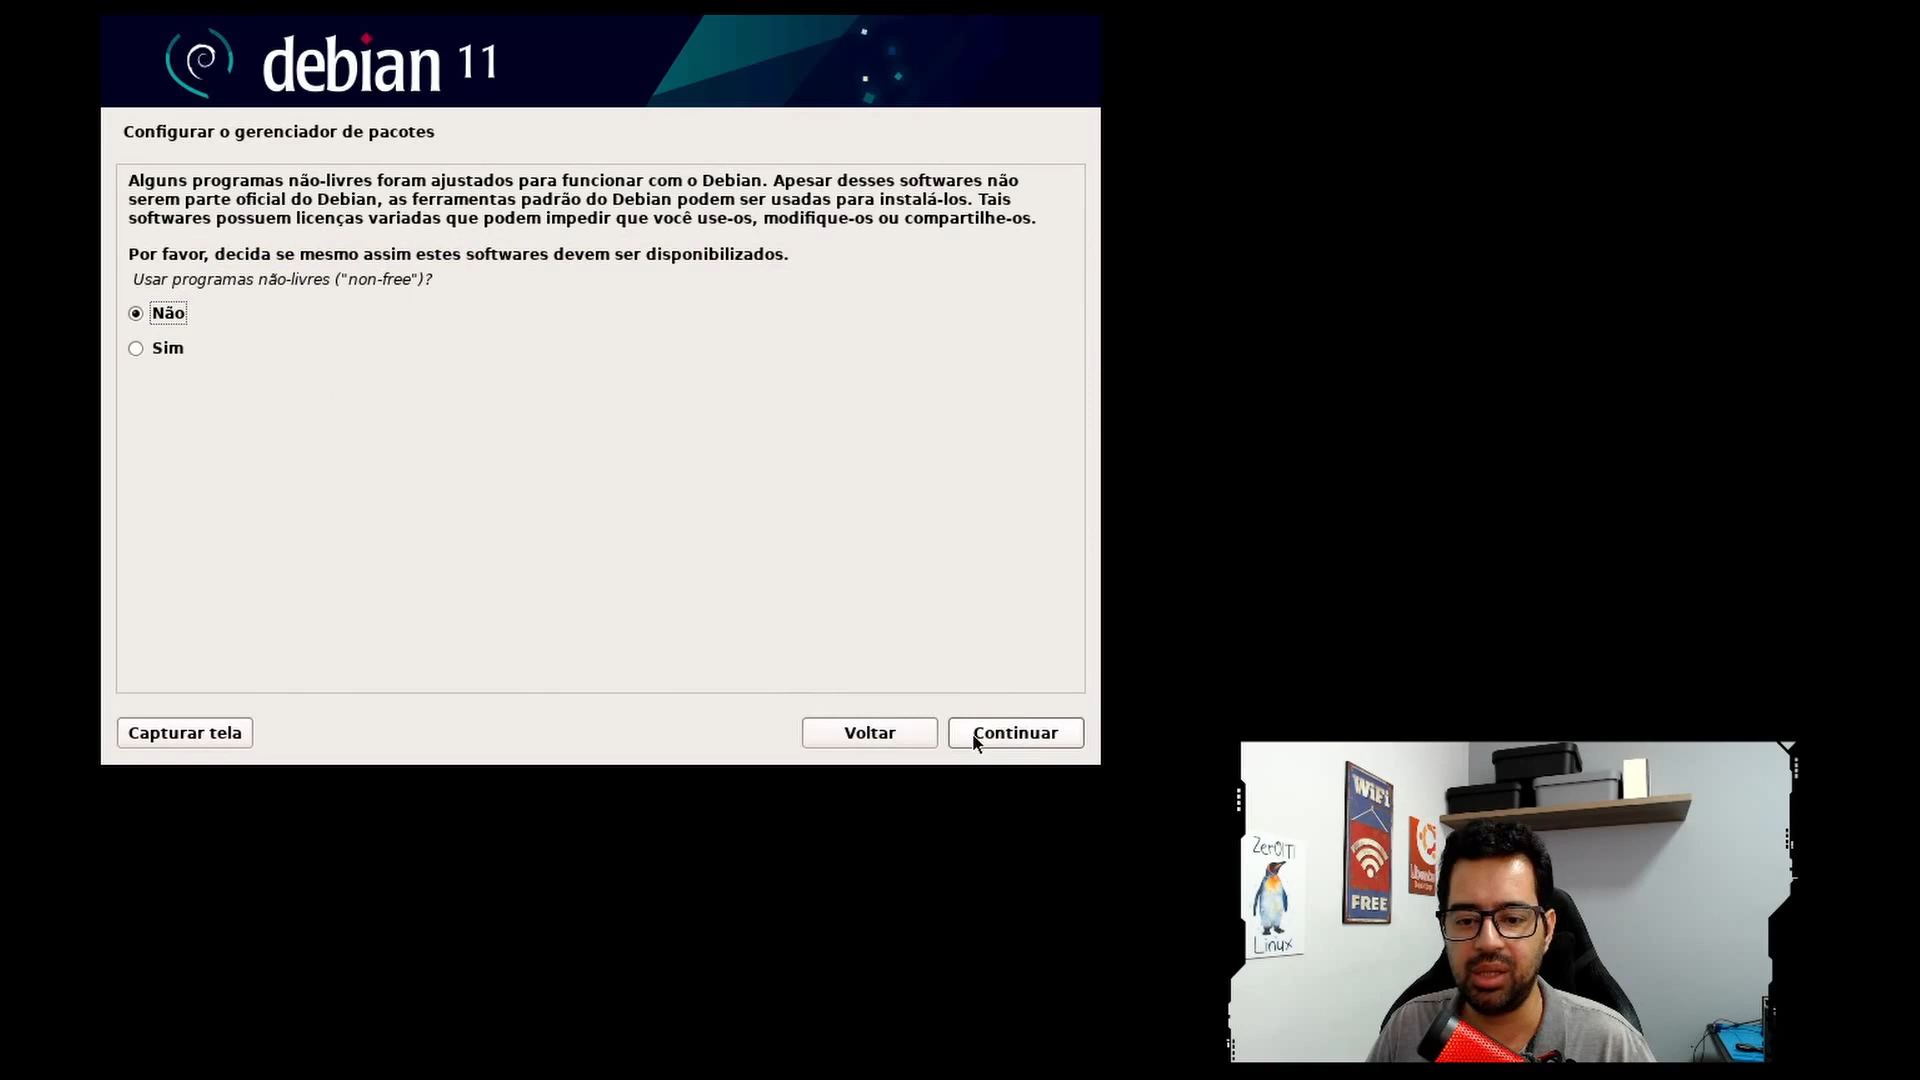 debian 11
Configurar o gerenciador de pacotes
Alguns programas não-livres foram ajustados para funcionar com o Debian. Apesar desses softwares não
serem parte oficial do Debian, as ferramentas padrão do Debian podem ser usadas para instalá-los. Tais
softwares possuem licenças variadas que podem impedir que você use-os, modifique-os ou compartilhe-os.
Por favor, decida se mesmo assim estes softwares devem ser disponibilizados.
Usar programas não-livres ("non-free")?
Não
Sim
Capturar tela
Voltar
Continuar
WiFi
FREE
Linux